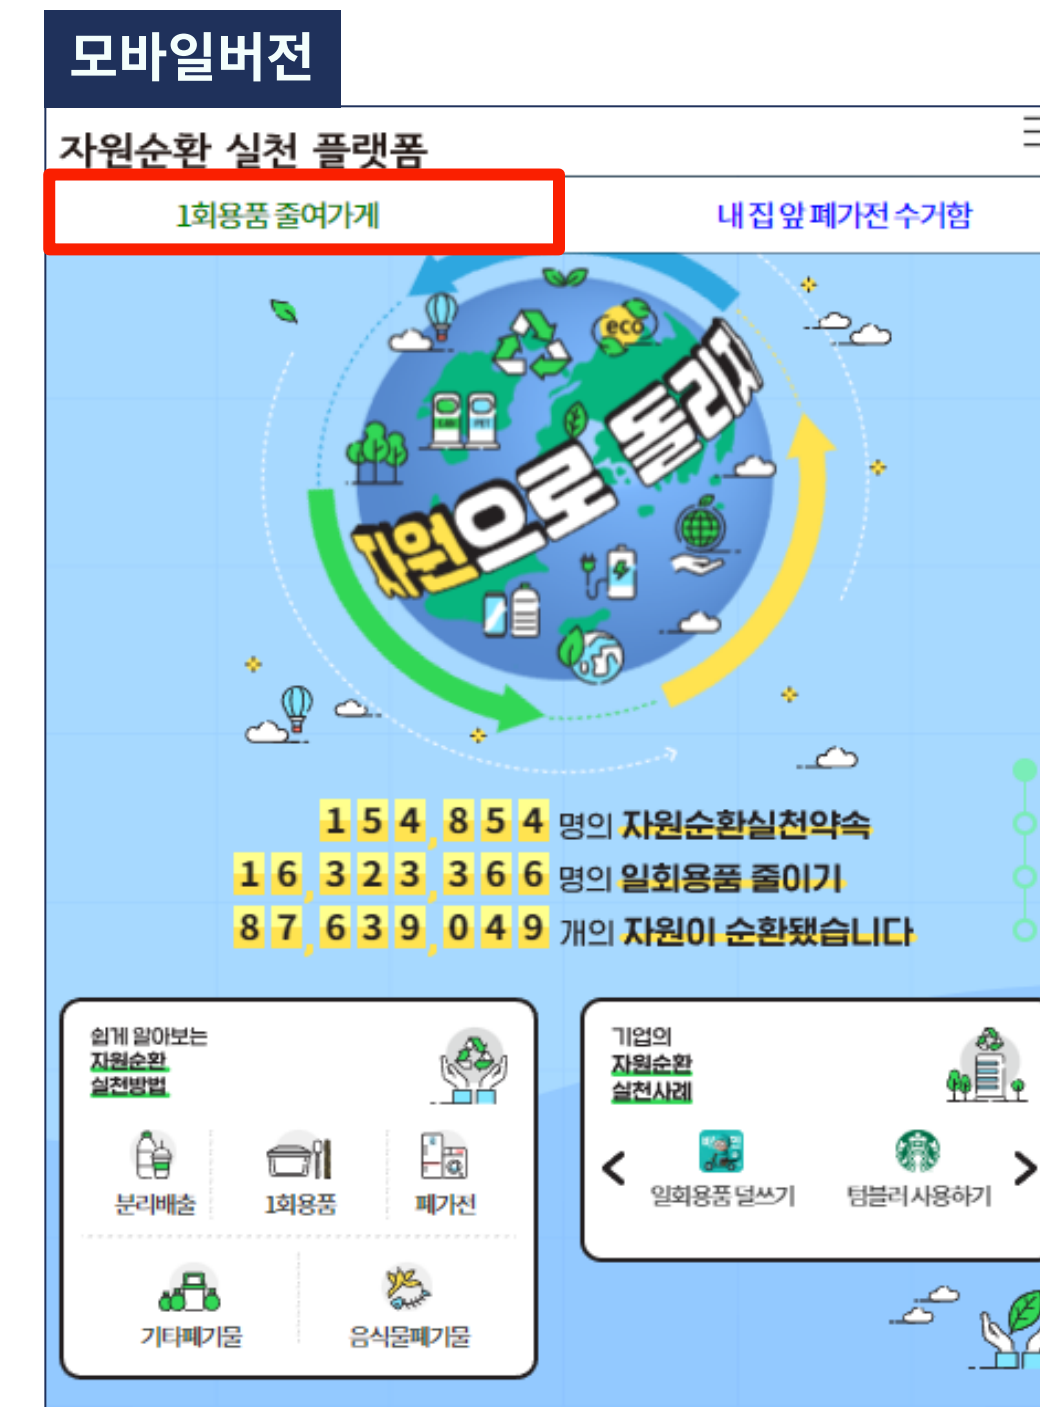 모바일버전
자원순환 실천 플랫폼
1회용품 줄여가게
내 집 앞 폐가전 수거함
eco
CAN
PET
자원으로 돌리자
154,854 명의 자원순환실천약속
16,323,366 명의 일회용품 줄이기
87,639,049 개의 자원이 순환됐습니다
쉽게 알아보는
자원순환
실천방법
분리배출
1회용품
폐가전
기타폐기물
음식물폐기물
기업의
자원순환
실천사례
일회용품 덜쓰기
텀블러 사용하기